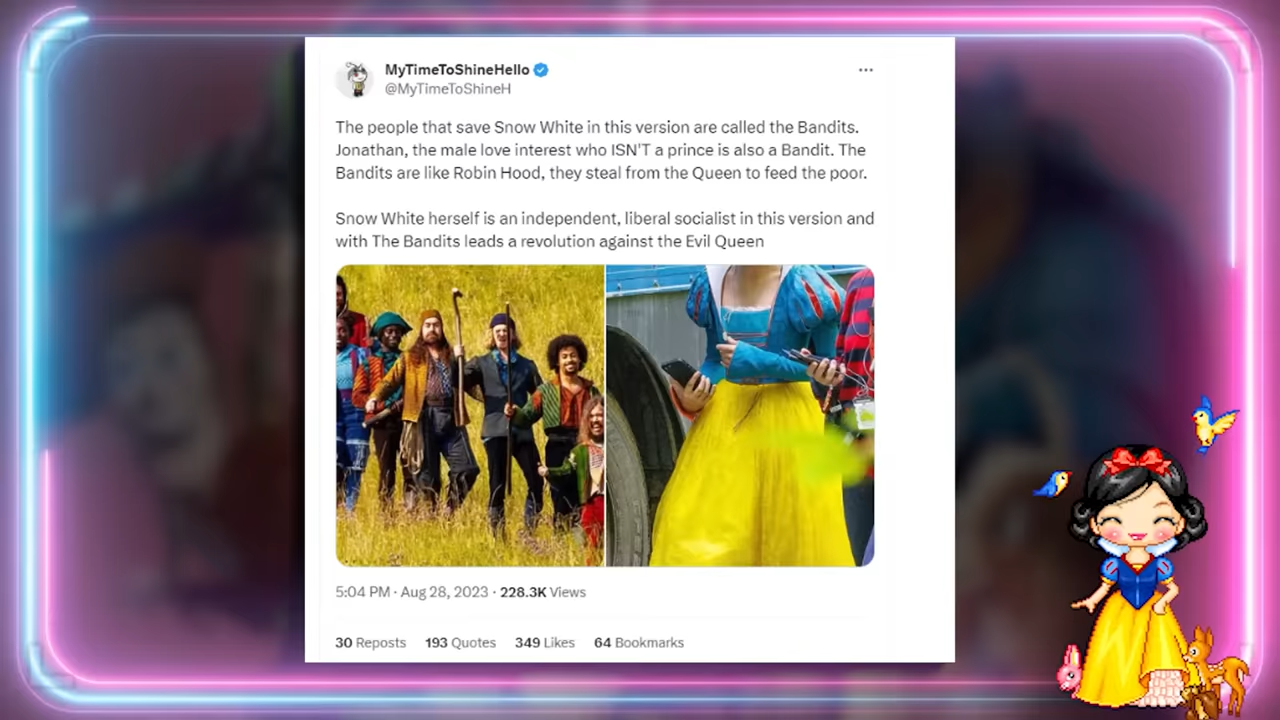 MyTimeToShineHello
@MyTimeToShineH
The people that save Snow White in this version are called the Bandits.
Jonathan, the male love interest who ISN'T a prince is also a Bandit. The
Bandits are like Robin Hood, they steal from the Queen to feed the poor.
Snow White herself is an independent, liberal socialist in this version and
with The Bandits leads a revolution against the Evil Queen
5:04 PM · Aug 28, 2023 · 228.3K Views
30 Reposts 193 Quotes 349 Likes 64 Bookmarks